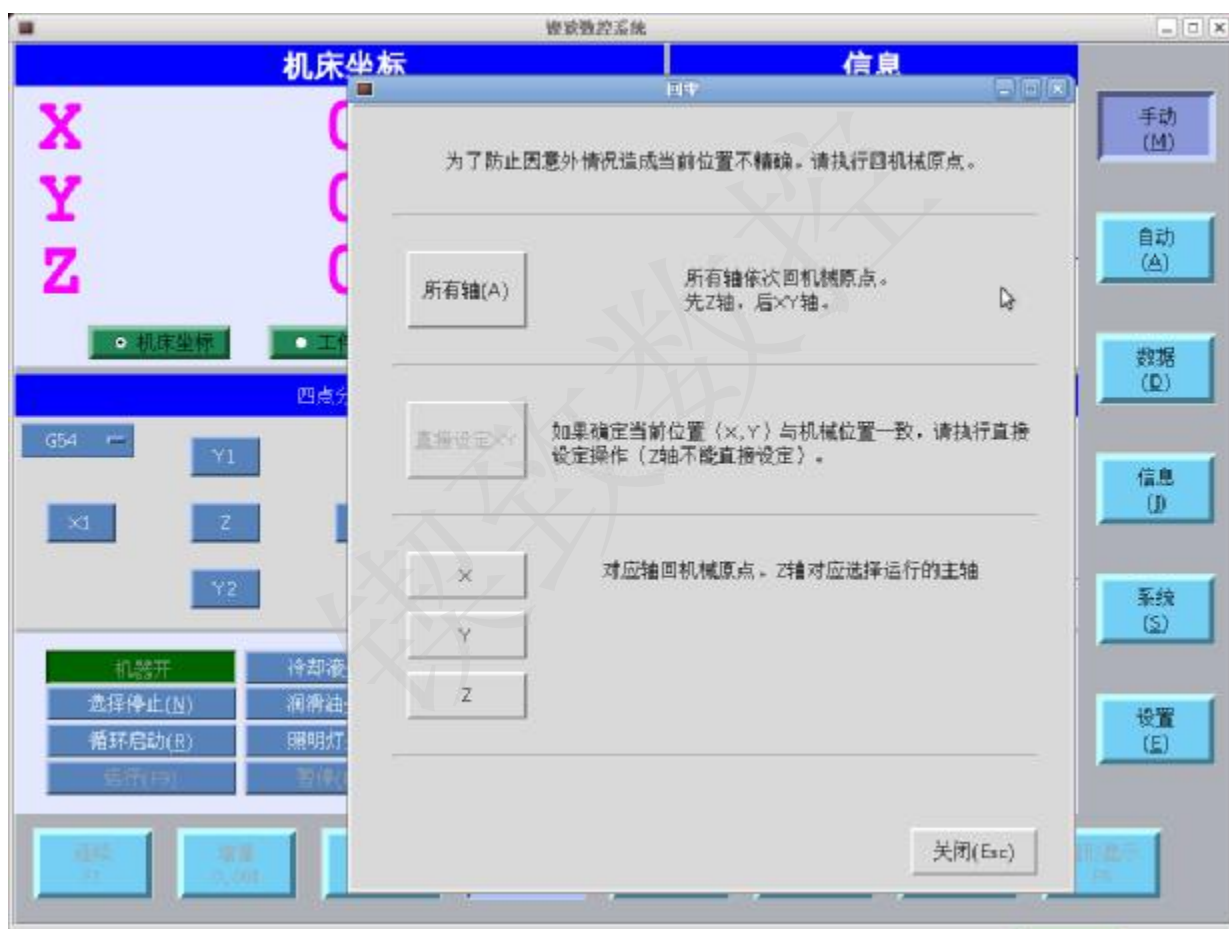 锲致数控系统
机床坐标
信息
回零
X
Y
Z
机床坐标
为了防止因意外情况造成当前位置不精确。请执行回机械原点。
所有轴(A)
所有轴依次回机械原点。
先Z轴，后XY轴。
直接设定XY
如果确定当前位置（X,Y）与机械位置一致，请执行直接
设定操作（Z轴不能直接设定）。
X
对应轴回机械原点。Z轴对应选择运行的主轴
Y
Z
关闭(Esc)
四点分
G54
Y1
X1
Z
Y2
机器开
冷却液
选择停止(N)
润滑油
循环启动(R)
照明灯
运行(F9)
手动
(M)
自动
(A)
数据
(D)
信息
(I)
系统
(S)
设置
(E)
锲致数控